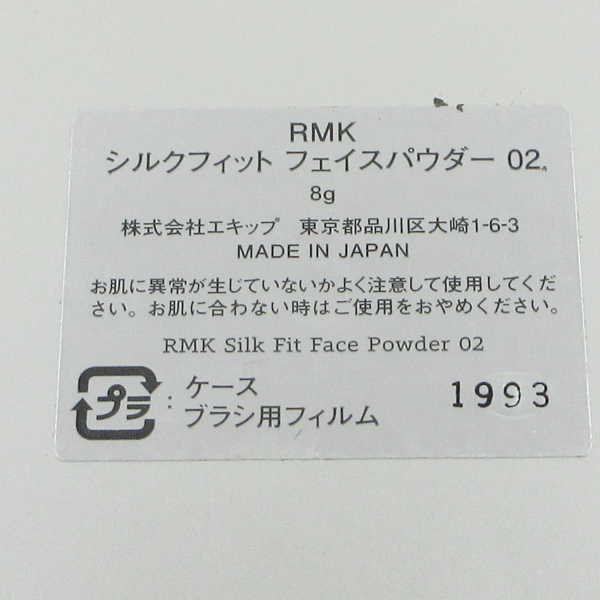 RMK
シルクフィット フェイスパウダー 02
8g
株式会社エキップ 東京都品川区大崎1-6-3
MADE IN JAPAN
お肌に異常が生じていないかよく注意して使用してくだ
さい。お肌に合わない時はご使用をおやめください。
RMK Silk Fit Face Powder 02
プラ : ケース
ブラシ用フィルム
1993